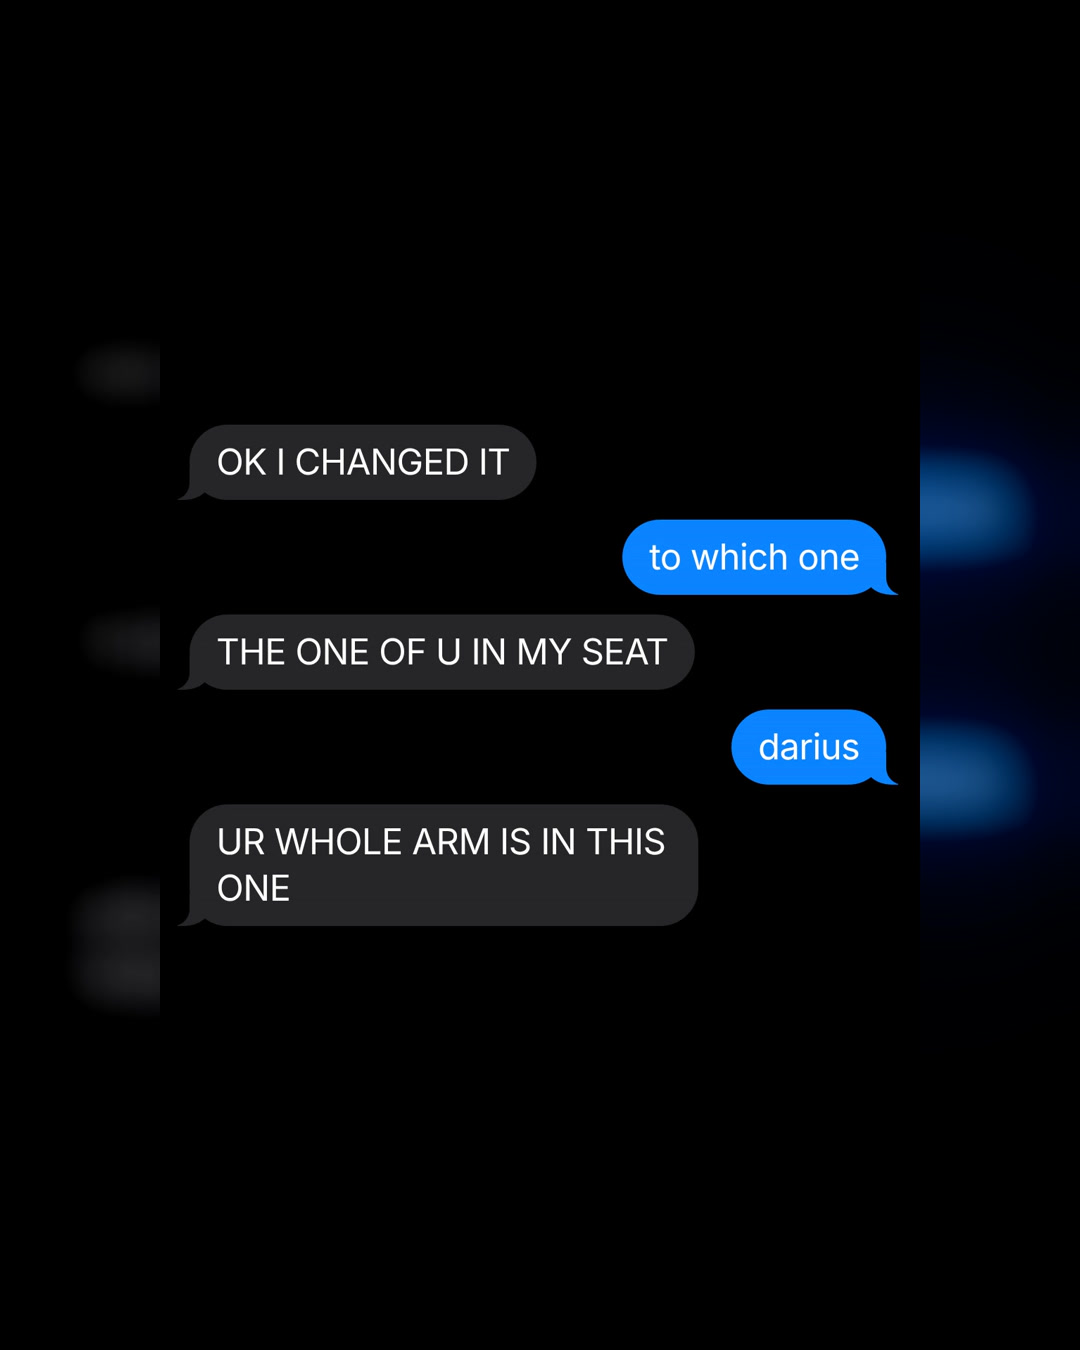 OK I CHANGED IT
to which one
THE ONE OF U IN MY SEAT
darius
UR WHOLE ARM IS IN THIS
ONE